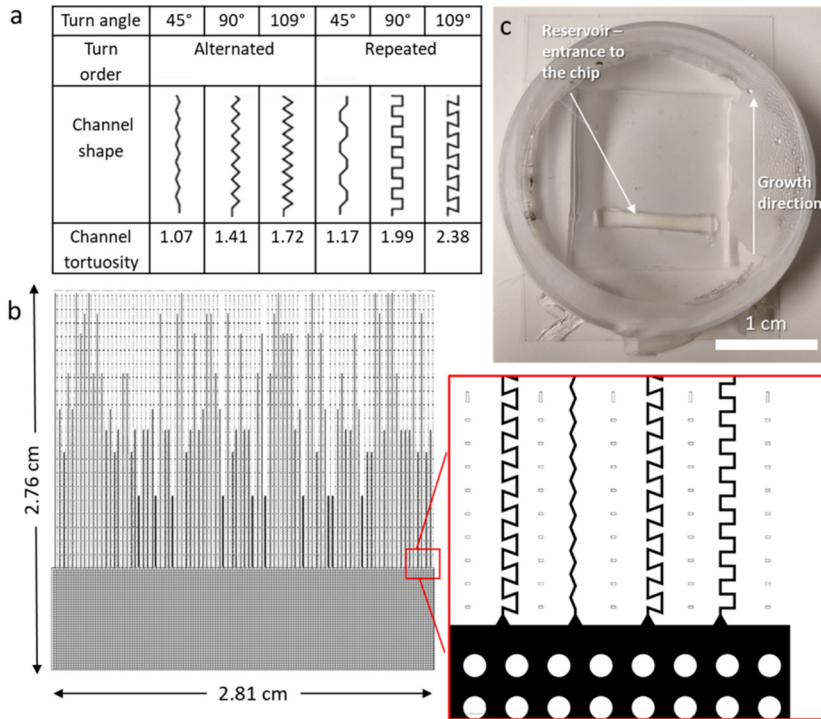 a
Turn angle 45° 90° 109° 45° 90° 109°
Turn order Alternated Repeated
Channel shape
Channel tortuosity 1.07 1.41 1.72 1.17 1.99 2.38
b
2.76 cm
2.81 cm
c
Reservoir –
entrance to
the chip
Growth
direction
1 cm